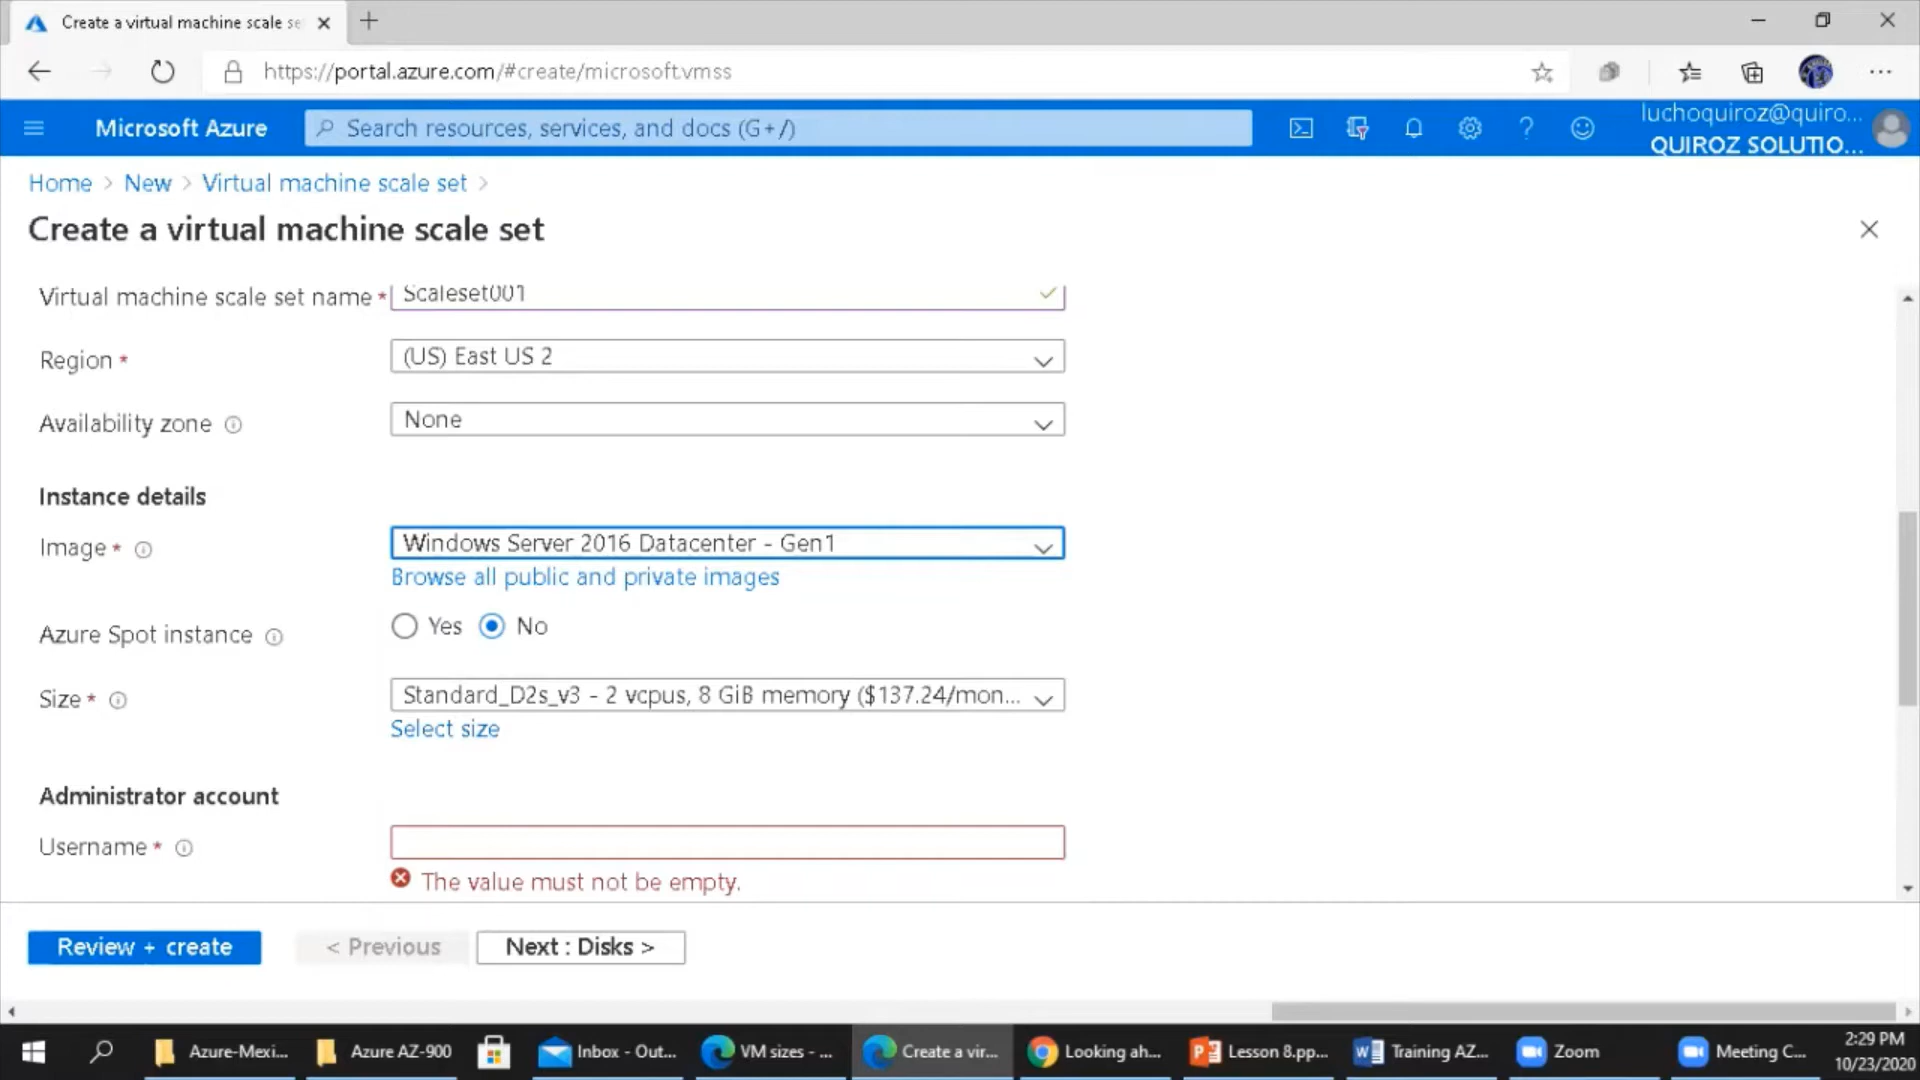 Create a virtual machine scale se
https://portal.azure.com/#create/microsoft.vmss
Microsoft Azure
Search resources, services, and docs (G+/)
luchoquiroz@quiro...
QUIROZ SOLUTIO...
Home > New > Virtual machine scale set >
Create a virtual machine scale set
Virtual machine scale set name *
Scaleset001
Region *
(US) East US 2
Availability zone
None
Instance details
Image *
Windows Server 2016 Datacenter - Gen1
Browse all public and private images
Azure Spot instance
Yes
No
Size *
Standard_D2s_v3 - 2 vcpus, 8 GiB memory ($137.24/mon...
Select size
Administrator account
Username *
The value must not be empty.
Review + create
< Previous
Next : Disks >
Azure-Mexi...
Azure AZ-900
Inbox - Out...
VM sizes - ...
Create a vir...
Looking ah...
Lesson 8.pp...
Training AZ...
Zoom
Meeting C...
2:29 PM
10/23/2020